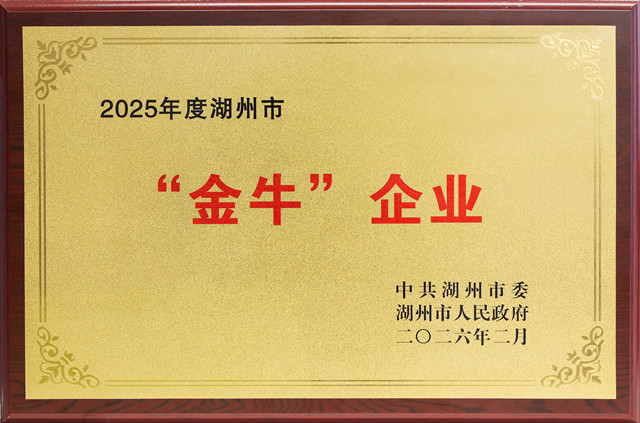 2025年度湖州市
“金牛”企业
中共湖州市委
湖州市人民政府
二〇二六年二月